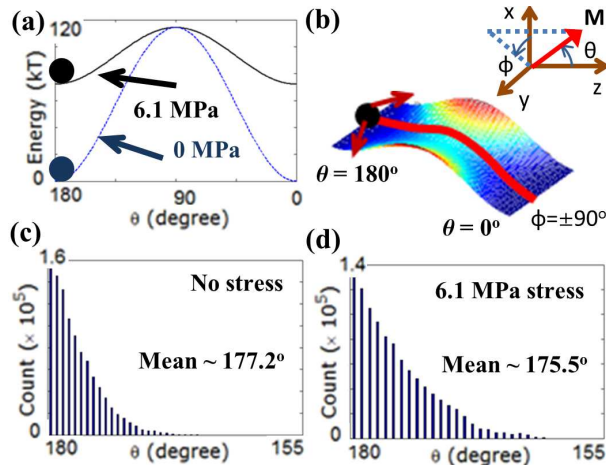 (a)
120
Energy (kT)
0
6.1 MPa
0 MPa
180
90
0
θ (degree)
(b)
x
M
ϕ
θ
y
z
θ = 180°
θ = 0°
ϕ=±90°
(c)
1.6
Count (× 10⁵)
0
No stress
Mean ~ 177.2°
180
155
θ (degree)
(d)
1.4
Count (× 10⁵)
0
6.1 MPa stress
Mean ~ 175.5°
180
155
θ (degree)